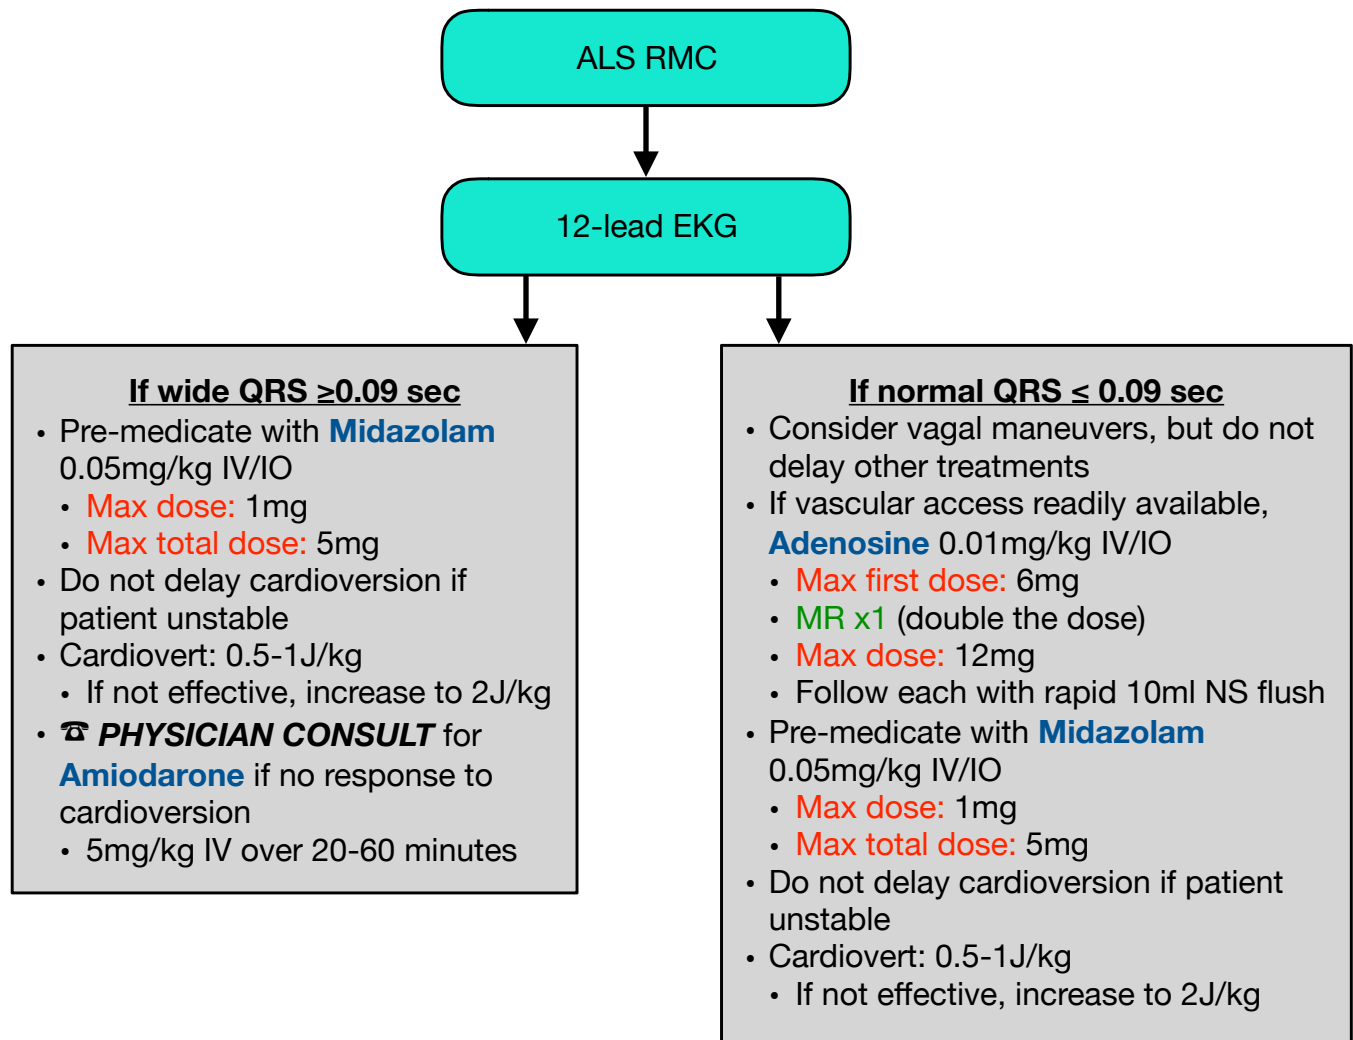 ALS RMC
12-lead EKG
If wide QRS ≥0.09 sec
• Pre-medicate with Midazolam
0.05mg/kg IV/IO
• Max dose: 1mg
• Max total dose: 5mg
• Do not delay cardioversion if
patient unstable
• Cardiovert: 0.5-1J/kg
• If not effective, increase to 2J/kg
• ☎ PHYSICIAN CONSULT for
Amiodarone if no response to
cardioversion
• 5mg/kg IV over 20-60 minutes
If normal QRS ≤ 0.09 sec
• Consider vagal maneuvers, but do not
delay other treatments
• If vascular access readily available,
Adenosine 0.01mg/kg IV/IO
• Max first dose: 6mg
• MR x1 (double the dose)
• Max dose: 12mg
• Follow each with rapid 10ml NS flush
• Pre-medicate with Midazolam
0.05mg/kg IV/IO
• Max dose: 1mg
• Max total dose: 5mg
• Do not delay cardioversion if patient
unstable
• Cardiovert: 0.5-1J/kg
• If not effective, increase to 2J/kg